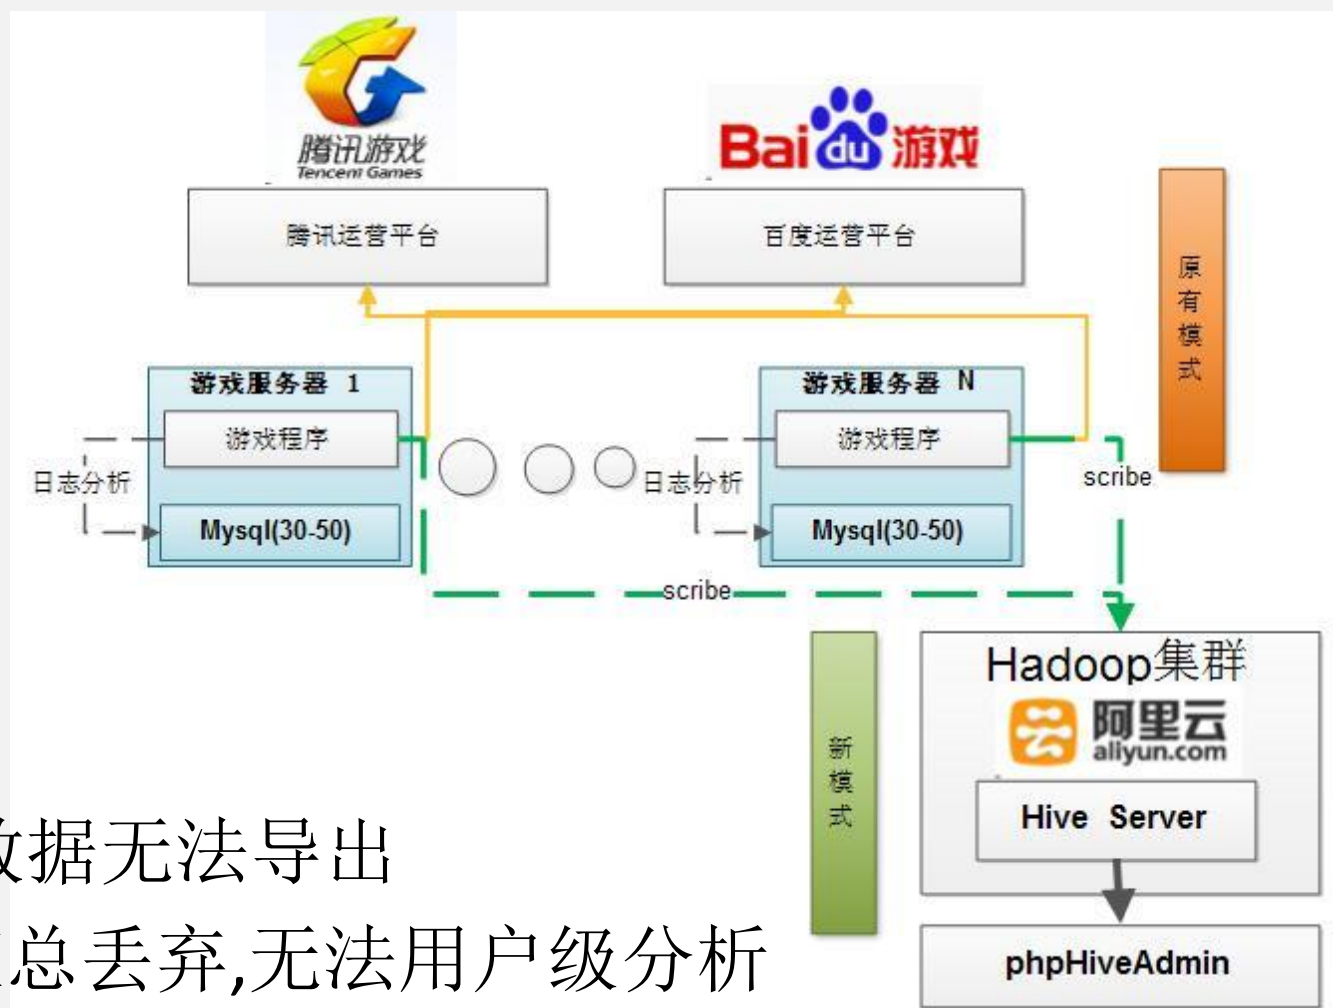 腾讯游戏
Tencent Games
Bai du 游戏
腾讯运营平台
百度运营平台
原有模式
游戏服务器 1
游戏程序
日志分析
Mysql(30-50)
游戏服务器 N
游戏程序
日志分析
Mysql(30-50)
scribe
scribe
新模式
Hadoop集群
阿里云
aliyun.com
Hive Server
phpHiveAdmin
数据无法导出
总丢弃,无法用户级分析